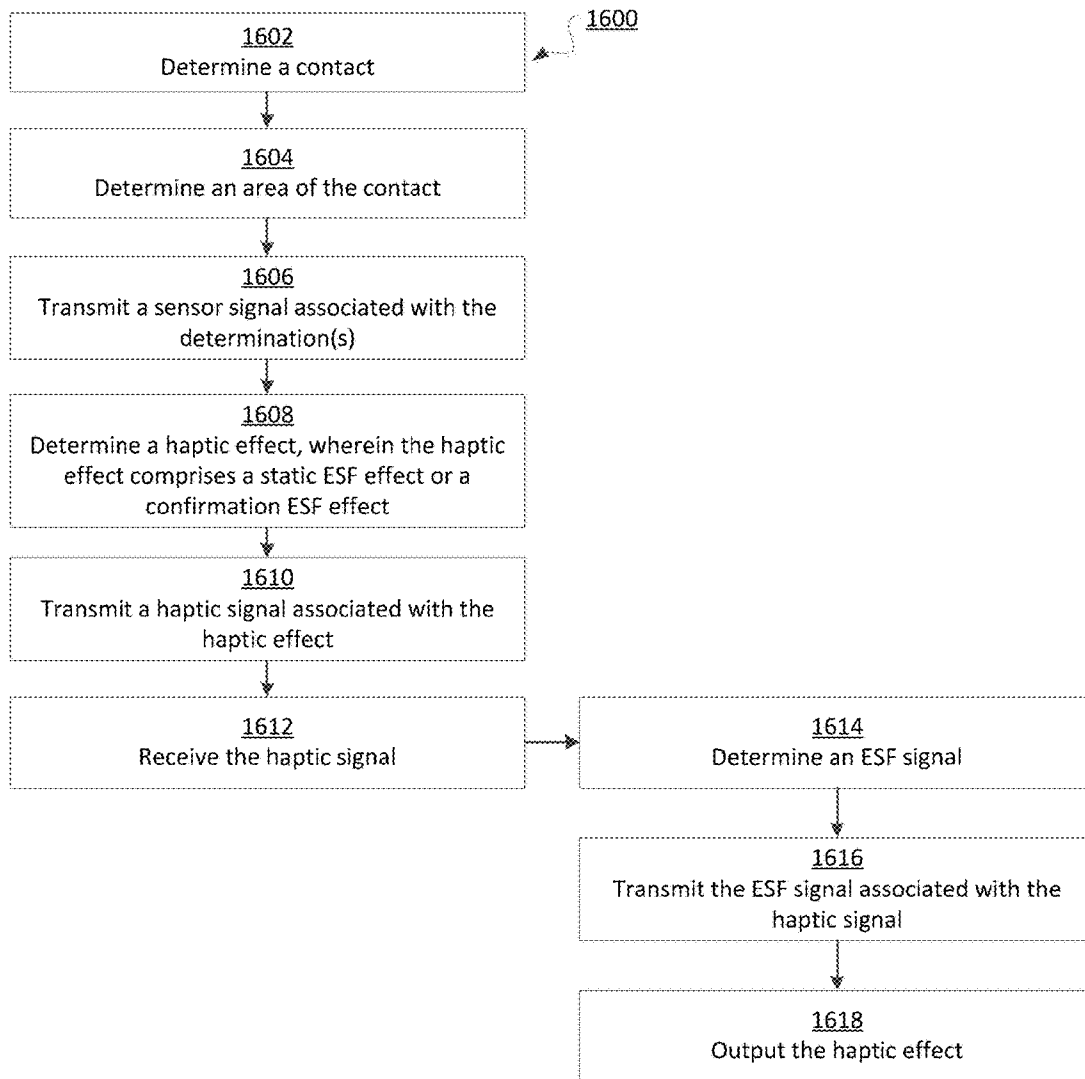 1600
1602
Determine a contact
1604
Determine an area of the contact
1606
Transmit a sensor signal associated with the
determination(s)
1608
Determine a haptic effect, wherein the haptic
effect comprises a static ESF effect or a
confirmation ESF effect
1610
Transmit a haptic signal associated with the
haptic effect
1612
Receive the haptic signal
1614
Determine an ESF signal
1616
Transmit the ESF signal associated with the
haptic signal
1618
Output the haptic effect